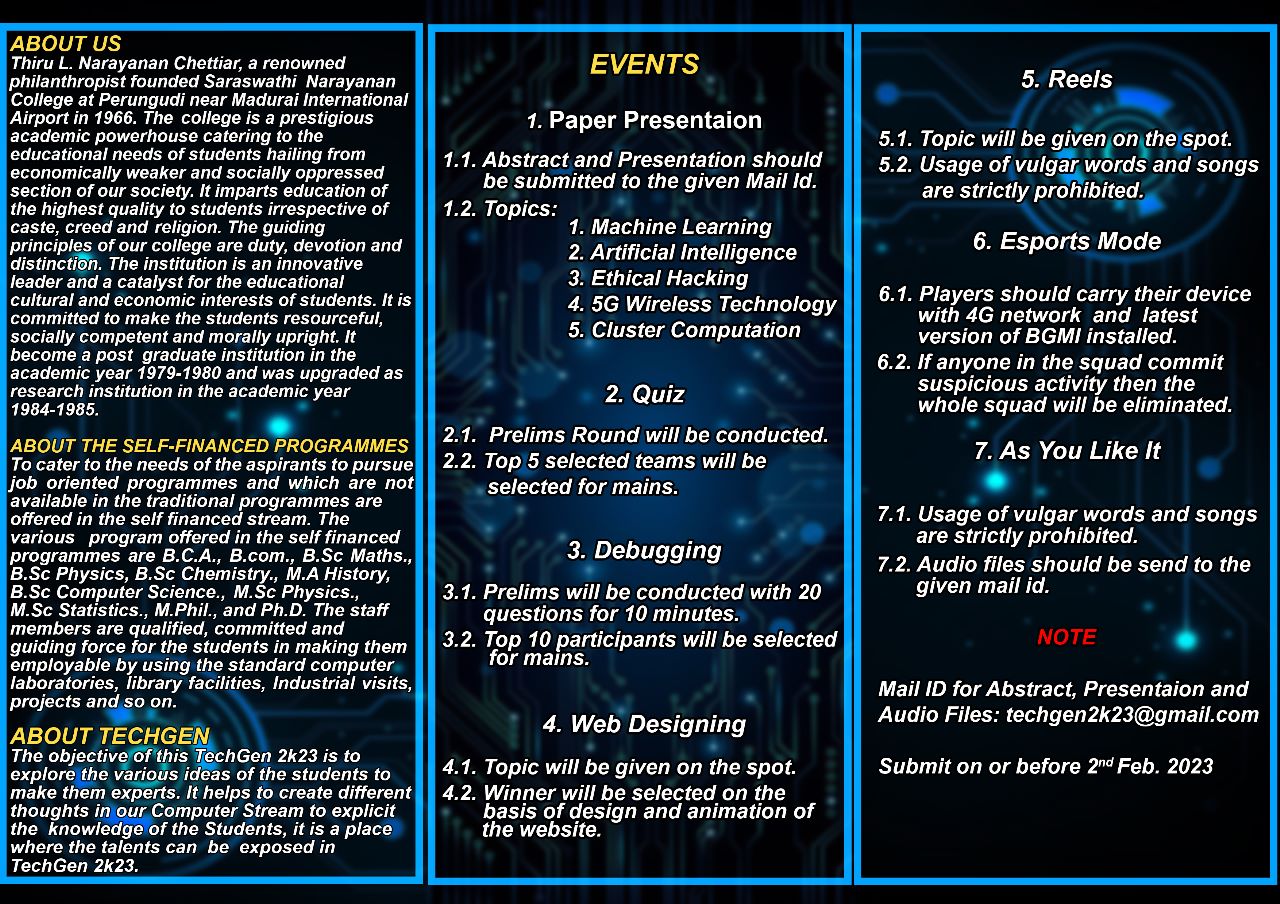 ABOUT US
Thiru L. Narayanan Chettiar, a renowned
philanthropist founded Saraswathi Narayanan
College at Perungudi near Madurai International
Airport in 1966. The college is a prestigious
academic powerhouse catering to the
educational needs of students hailing from
economically weaker and socially oppressed
section of our society. It imparts education of
the highest quality to students irrespective of
caste, creed and religion. The guiding
principles of our college are duty, devotion and
distinction. The institution is an innovative
leader and a catalyst for the educational
cultural and economic interests of students. It is
committed to make the students resourceful,
socially competent and morally upright. It
become a post graduate institution in the
academic year 1979-1980 and was upgraded as
research institution in the academic year
1984-1985.
ABOUT THE SELF-FINANCED PROGRAMMES
To cater to the needs of the aspirants to pursue
job oriented programmes and which are not
available in the traditional programmes are
offered in the self financed stream. The
various program offered in the self financed
programmes are B.C.A., B.com., B.Sc Maths.,
B.Sc Physics, B.Sc Chemistry., M.A History,
B.Sc Computer Science., M.Sc Physics.,
M.Sc Statistics., M.Phil., and Ph.D. The staff
members are qualified, committed and
guiding force for the students in making them
employable by using the standard computer
laboratories, library facilities, Industrial visits,
projects and so on.
ABOUT TECHGEN
The objective of this TechGen 2k23 is to
explore the various ideas of the students to
make them experts. It helps to create different
thoughts in our Computer Stream to explicit
the knowledge of the Students, it is a place
where the talents can be exposed in
TechGen 2k23.
EVENTS
1. Paper Presentaion
1.1. Abstract and Presentation should
be submitted to the given Mail Id.
1.2. Topics:
1. Machine Learning
2. Artificial Intelligence
3. Ethical Hacking
4. 5G Wireless Technology
5. Cluster Computation
2. Quiz
2.1. Prelims Round will be conducted.
2.2. Top 5 selected teams will be
selected for mains.
3. Debugging
3.1. Prelims will be conducted with 20
questions for 10 minutes.
3.2. Top 10 participants will be selected
for mains.
4. Web Designing
4.1. Topic will be given on the spot.
4.2. Winner will be selected on the
basis of design and animation of
the website.
5. Reels
5.1. Topic will be given on the spot.
5.2. Usage of vulgar words and songs
are strictly prohibited.
6. Esports Mode
6.1. Players should carry their device
with 4G network and latest
version of BGMI installed.
6.2. If anyone in the squad commit
suspicious activity then the
whole squad will be eliminated.
7. As You Like It
7.1. Usage of vulgar words and songs
are strictly prohibited.
7.2. Audio files should be send to the
given mail id.
NOTE
Mail ID for Abstract, Presentaion and
Audio Files: techgen2k23@gmail.com
Submit on or before 2nd Feb. 2023